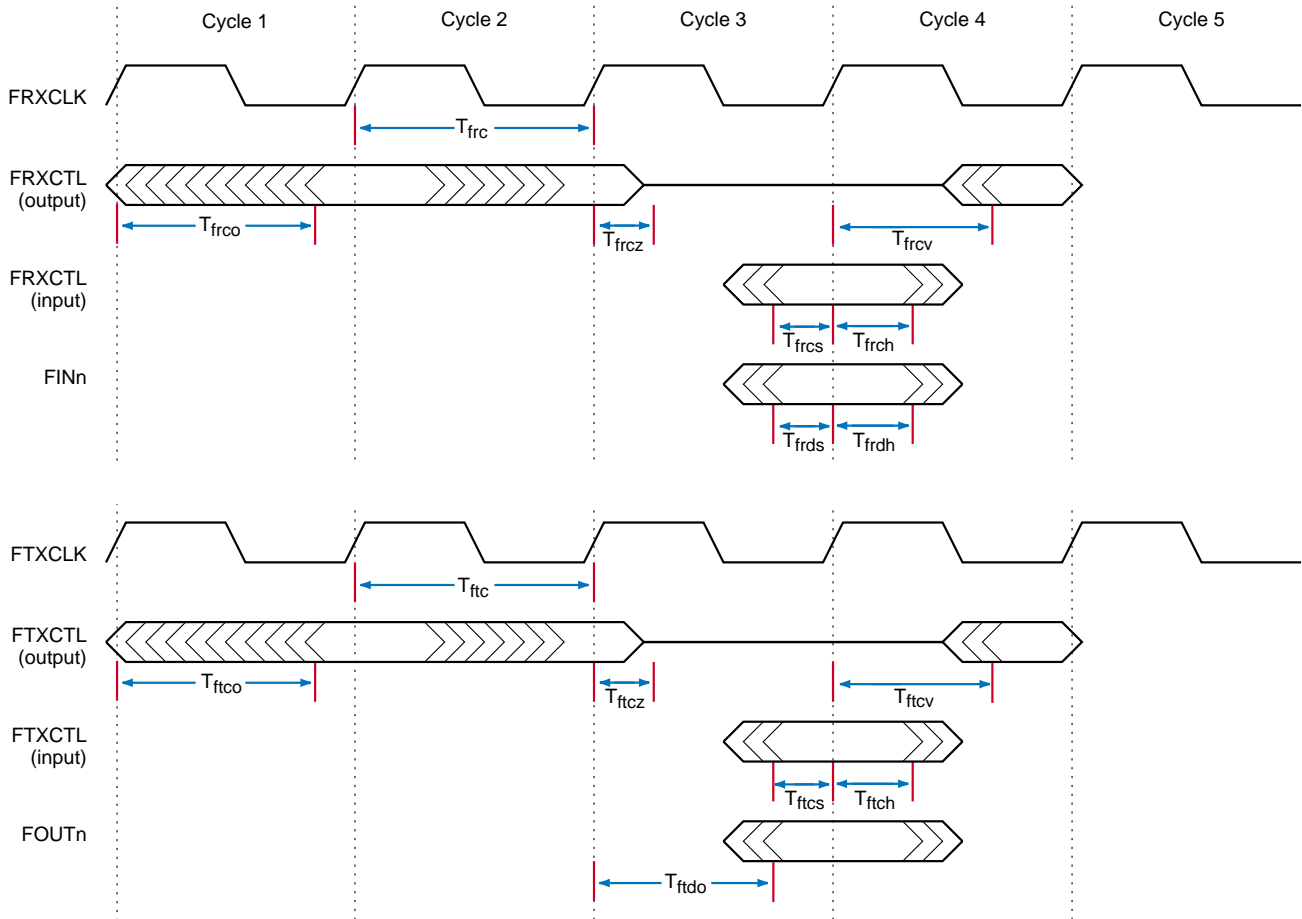 Cycle 1 Cycle 2 Cycle 3 Cycle 4 Cycle 5
FRXCLK
Tfrc
FRXCTL
(output)
Tfrco Tfrcz Tfrcv
FRXCTL
(input)
Tfrcs Tfrch
FINn
Tfrds Tfrdh
FTXCLK
Tftc
FTXCTL
(output)
Tftco Tftcz Tftcv
FTXCTL
(input)
Tftcs Tftch
FOUTn
Tftdo